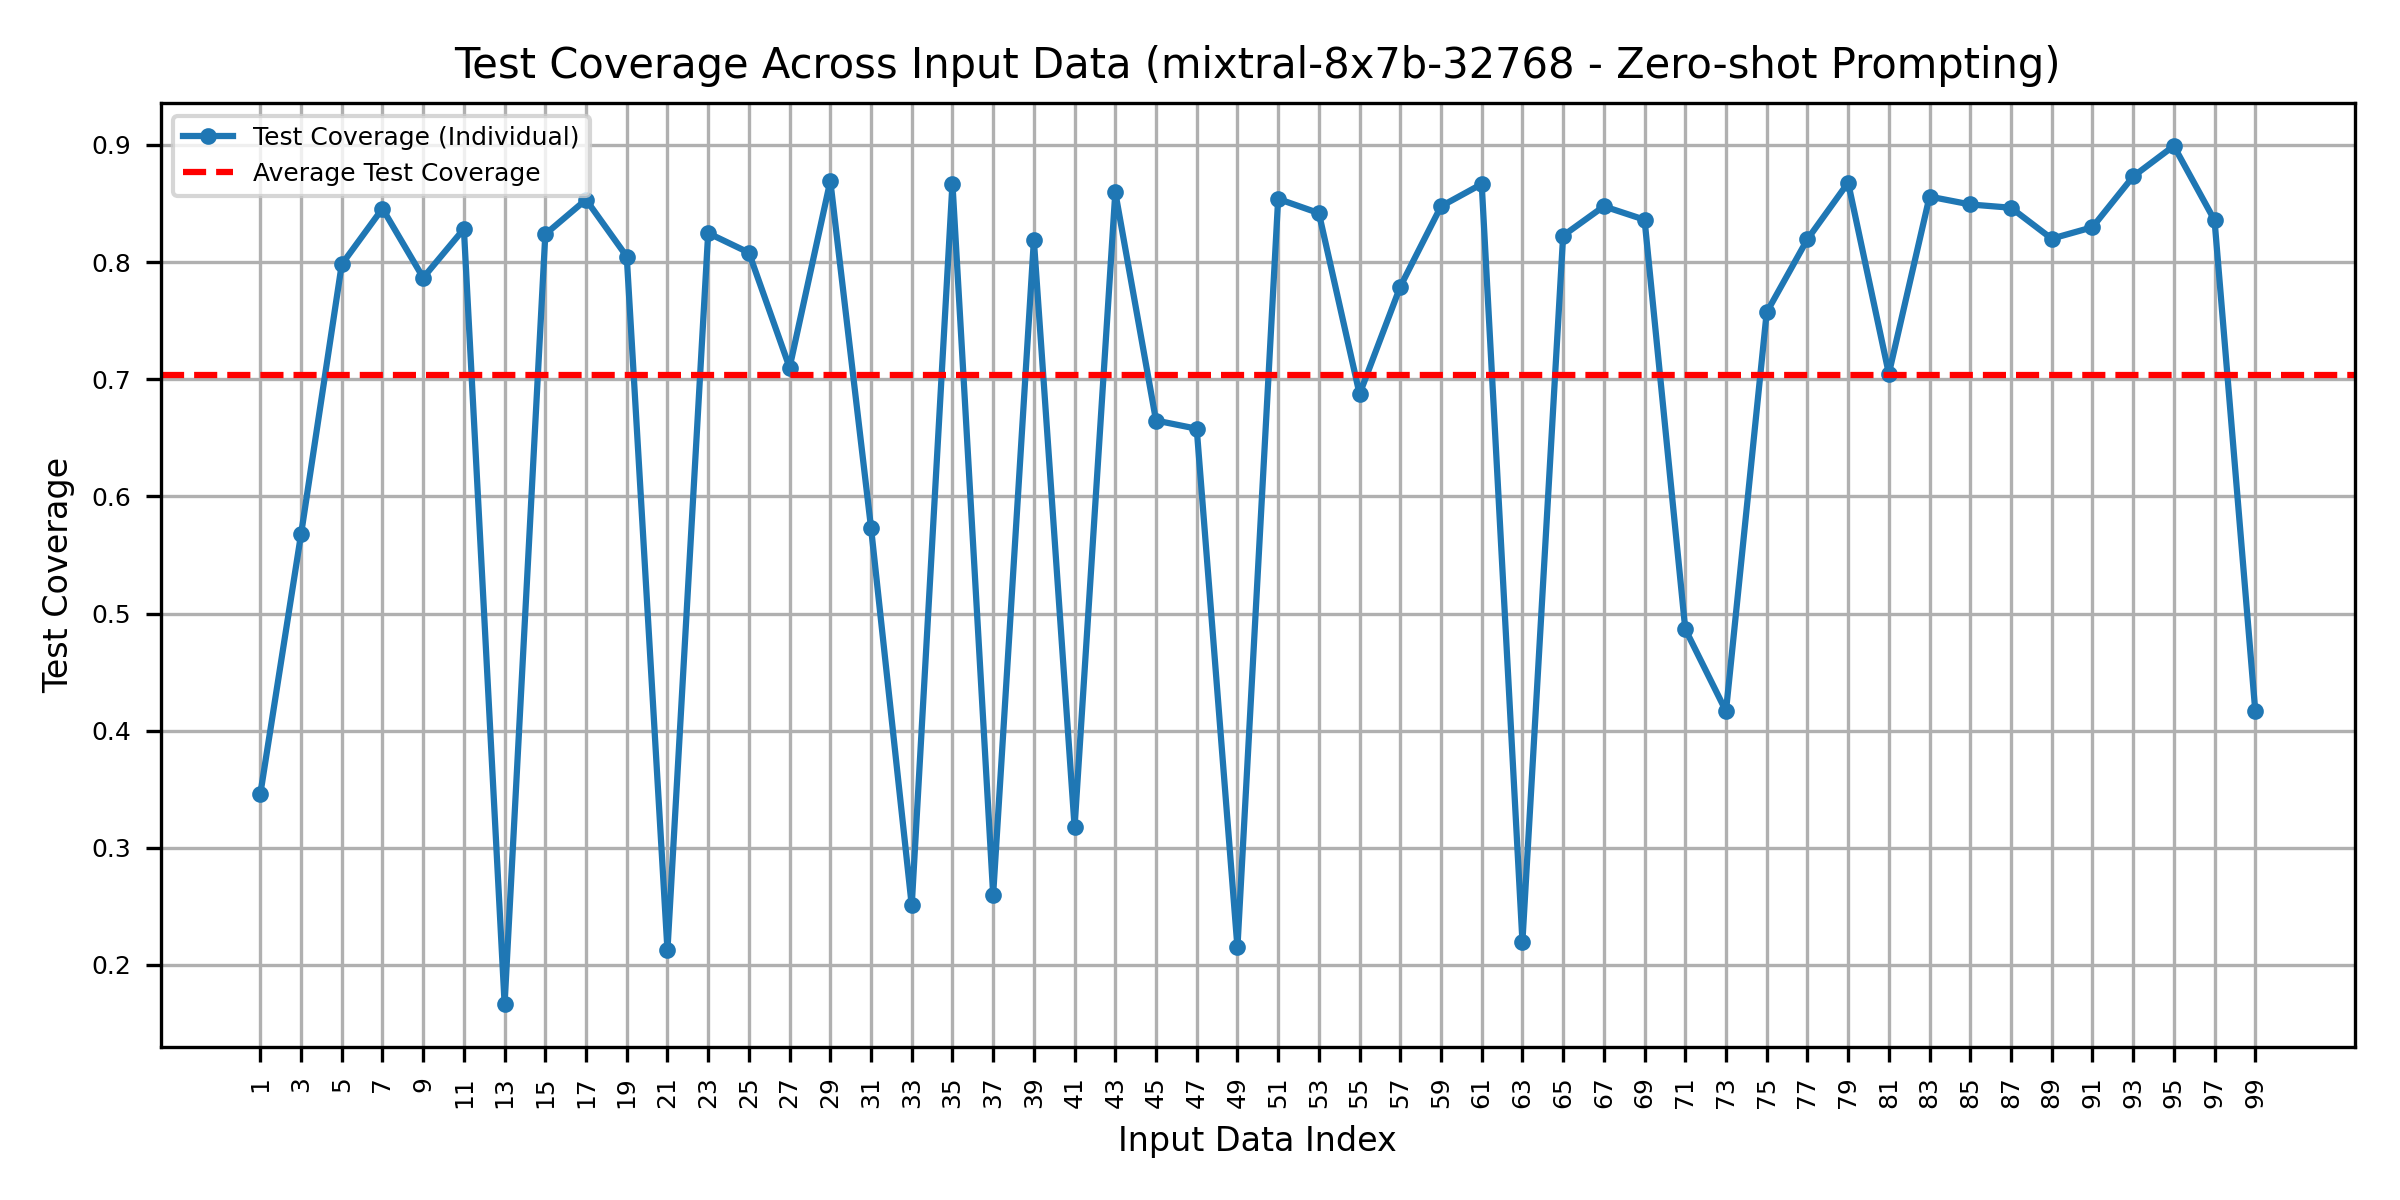 Test Coverage Across Input Data (mixtral-8x7b-32768 - Zero-shot Prompting)
Test Coverage (Individual)
Average Test Coverage
0.9
0.8
0.7
0.6
0.5
0.4
0.3
0.2
Test Coverage
1 3 5 7 9 11 13 15 17 19 21 23 25 27 29 31 33 35 37 39 41 43 45 47 49 51 53 55 57 59 61 63 65 67 69 71 73 75 77 79 81 83 85 87 89 91 93 95 97 99
Input Data Index